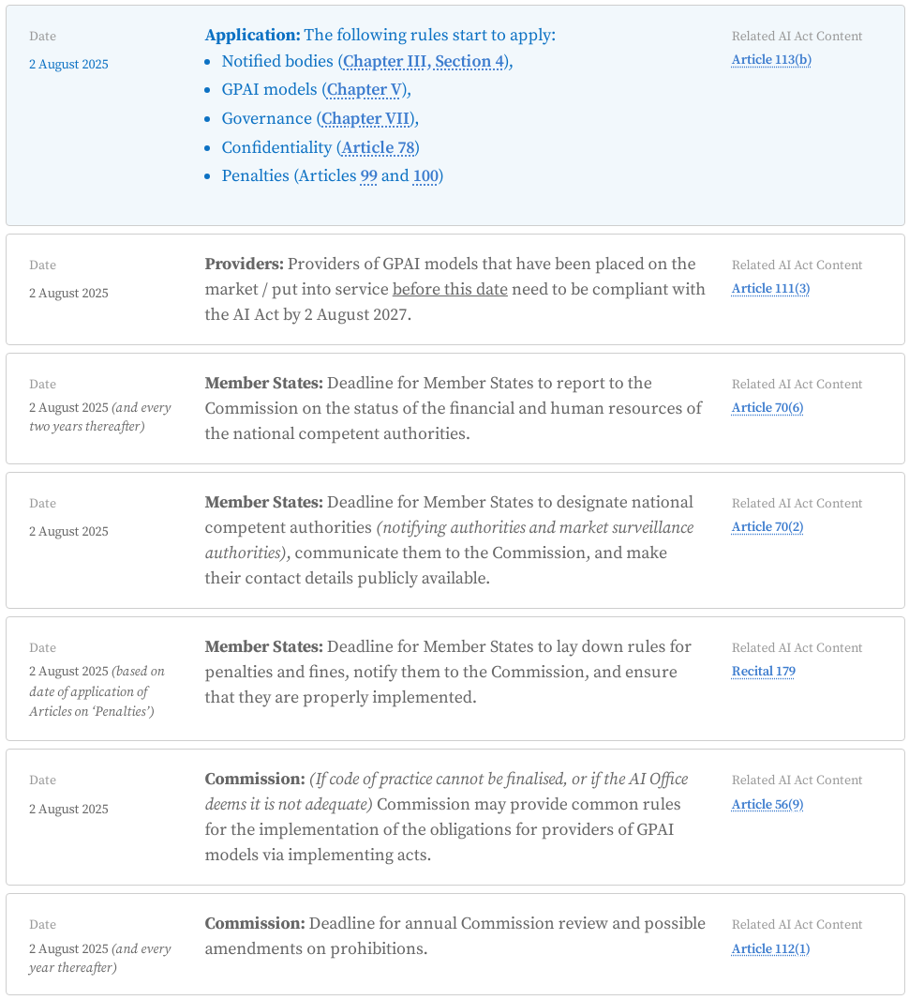 Date
2 August 2025
Application: The following rules start to apply:
Notified bodies (Chapter III, Section 4),
GPAI models (Chapter V),
Governance (Chapter VII),
Confidentiality (Article 78)
Penalties (Articles 99 and 100)
Related AI Act Content
Article 113(b)
Date
2 August 2025
Providers: Providers of GPAI models that have been placed on the
market / put into service before this date need to be compliant with
the AI Act by 2 August 2027.
Related AI Act Content
Article 111(3)
Date
2 August 2025 (and every
two years thereafter)
Member States: Deadline for Member States to report to the
Commission on the status of the financial and human resources of
the national competent authorities.
Related AI Act Content
Article 70(6)
Date
2 August 2025
Member States: Deadline for Member States to designate national
competent authorities (notifying authorities and market surveillance
authorities), communicate them to the Commission, and make
their contact details publicly available.
Related AI Act Content
Article 70(2)
Date
2 August 2025 (based on
date of application of
Articles on ‘Penalties’)
Member States: Deadline for Member States to lay down rules for
penalties and fines, notify them to the Commission, and ensure
that they are properly implemented.
Related AI Act Content
Recital 179
Date
2 August 2025
Commission: (If code of practice cannot be finalised, or if the AI Office
deems it is not adequate) Commission may provide common rules
for the implementation of the obligations for providers of GPAI
models via implementing acts.
Related AI Act Content
Article 56(9)
Date
2 August 2025 (and every
year thereafter)
Commission: Deadline for annual Commission review and possible
amendments on prohibitions.
Related AI Act Content
Article 112(1)